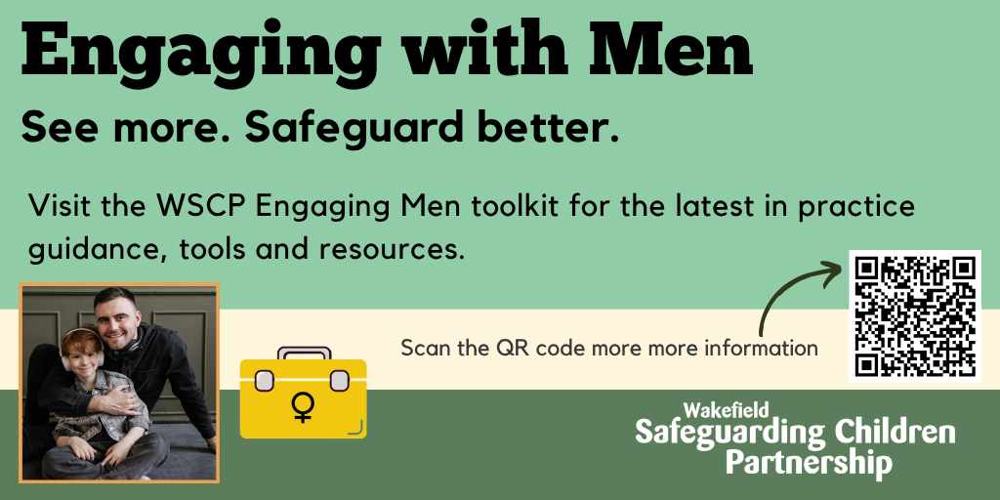 Engaging with Men
See more. Safeguard better.
Visit the WSCP Engaging Men toolkit for the latest in practice
guidance, tools and resources.
Scan the QR code more more information
Wakefield
Safeguarding Children
Partnership